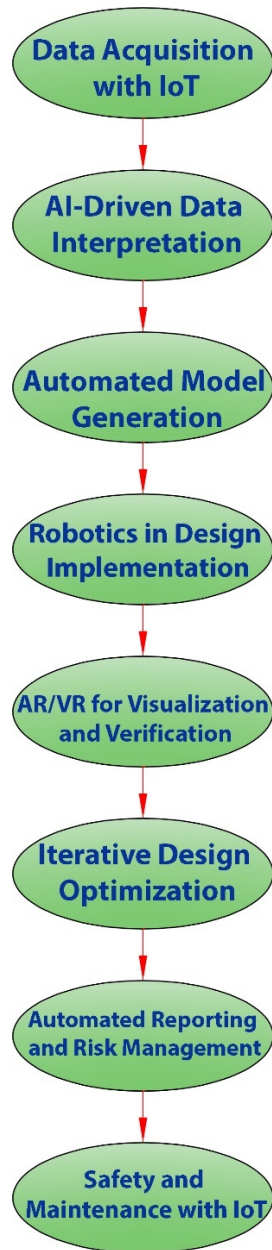 Data Acquisition
with IoT
AI-Driven Data
Interpretation
Automated Model
Generation
Robotics in Design
Implementation
AR/VR for Visualization
and Verification
Iterative Design
Optimization
Automated Reporting
and Risk Management
Safety and
Maintenance with IoT